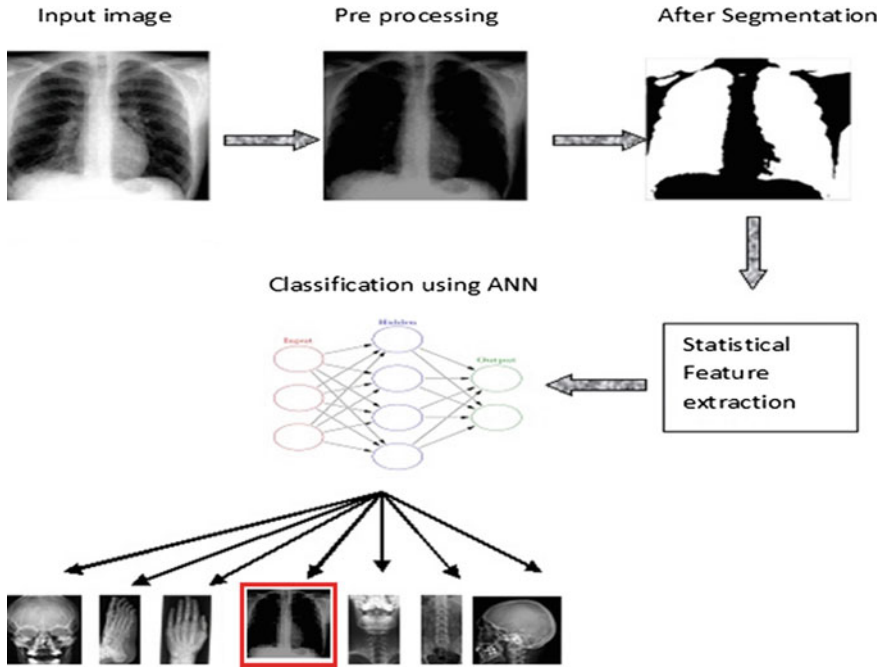 Input image
Pre processing
After Segmentation
Classification using ANN
Input
Hidden
Output
Statistical
Feature
extraction